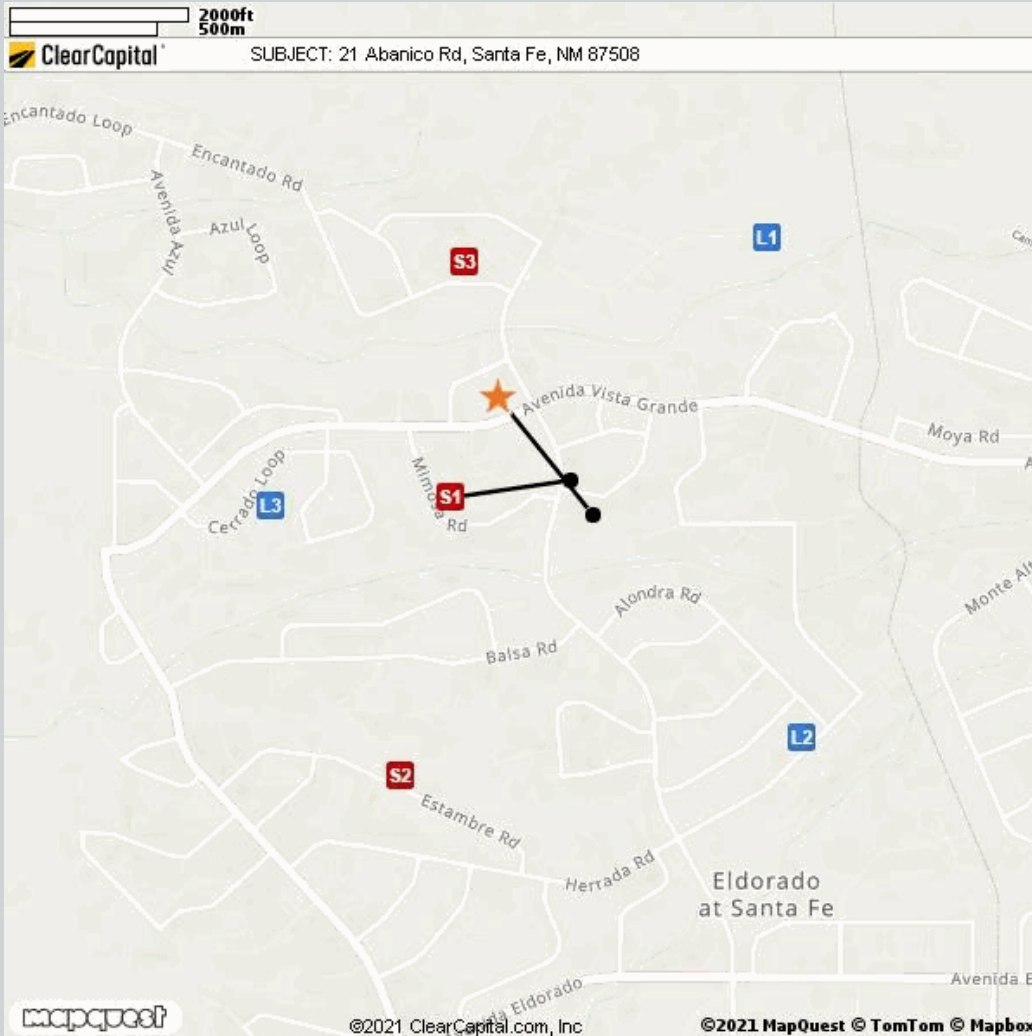 2000ft
500m
ClearCapital
SUBJECT: 21 Abanico Rd, Santa Fe, NM 87508
Encantado Loop
Encantado Rd
Avenida Azul
Azul Loop
L1
S3
Avenida Vista Grande
Moya Rd
Mimosa Rd
S1
L3
Cerrado Loop
Monte Alt
Alondra Rd
Balsa Rd
L2
S2
Estambre Rd
Herrada Rd
Eldorado
at Santa Fe
Avenida E
Eldorado
mapquest
©2021 ClearCapital.com, Inc
©2021 MapQuest © TomTom © Mapbox